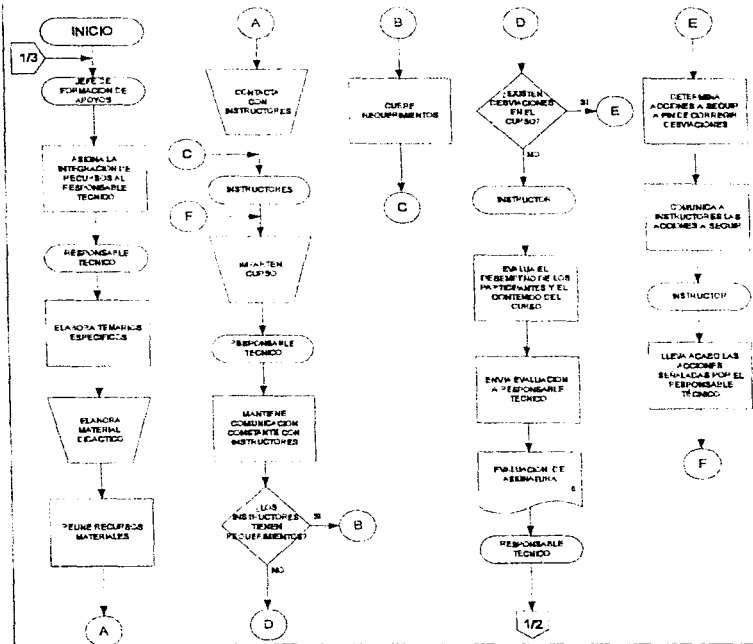 INICIO
1/3
JEFE DE
FORMACION DE
APOYOS
ASIGNA LA
INTEGRACION DE
RECURSOS AL
RESPONSABLE
TECNICO
RESPONSABLE
TECNICO
ELABORA TEMARIOS
ESPECIFICOS
ELABORA
MATERIAL
DIDACTICO
REUNE RECURSOS
MATERIALES
A
A
CONTACTA
CON
INSTRUCTORES
C
INSTRUCTORES
F
IMPARTEN
CURSO
RESPONSABLE
TECNICO
MANTIENE
COMUNICACION
CONSTANTE CON
INSTRUCTORES
¿LOS
INSTRUCTORES
TIENEN
REQUERIMIENTOS?
SI
B
NO
D
B
CUBRE
REQUERIMIENTOS
C
D
¿EXISTEN
DESVIACIONES
EN EL
CURSO?
SI
E
NO
INSTRUCTOR
EVALUA EL
DESEMPEÑO DE LOS
PARTICIPANTES Y EL
CONTENIDO DEL
CURSO
ENVIA EVALUACION
A RESPONSABLE
TECNICO
EVALUACION DE
ASIGNATURA
RESPONSABLE
TECNICO
1/2
E
DETERMINA
ACCIONES A SEGUIR
A FIN DE CORREGIR
DESVIACIONES
COMUNICA A
INSTRUCTORES LAS
ACCIONES A SEGUIR
INSTRUCTOR
LLEVA ACABO LAS
ACCIONES
SEÑALADAS POR EL
RESPONSABLE
TÉCNICO
F